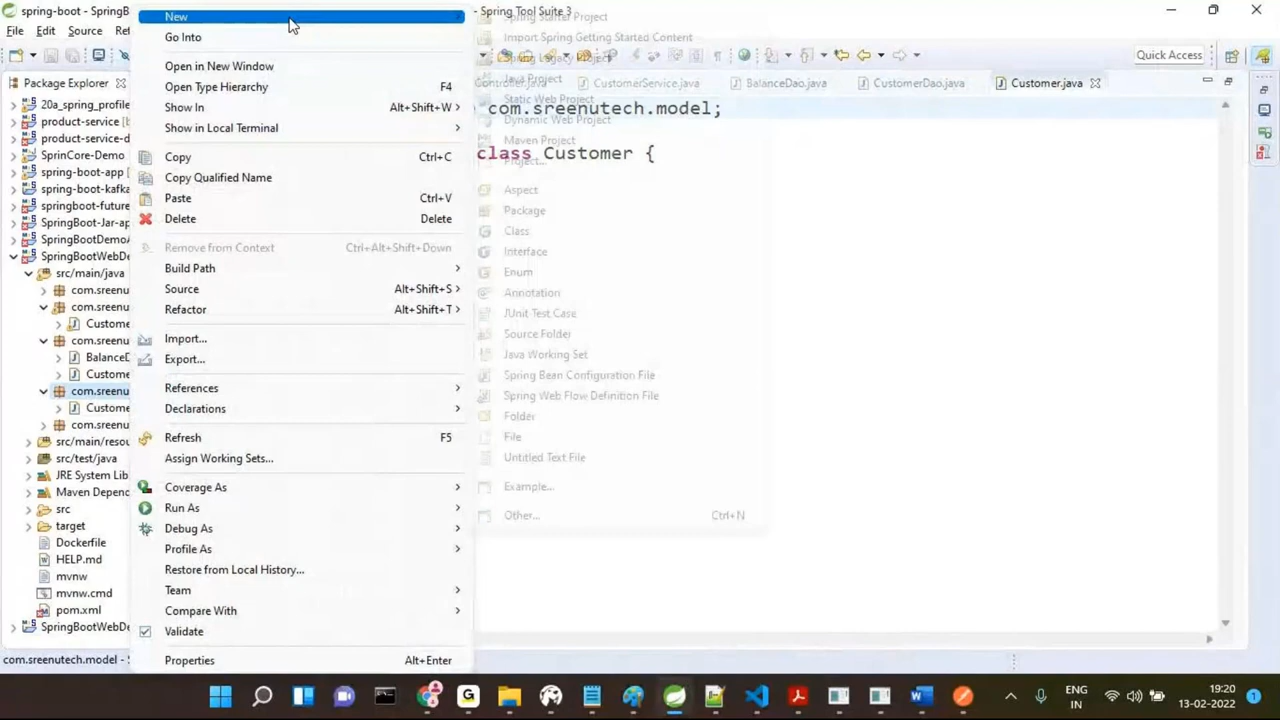 spring-boot - SpringB
- Spring Tool Suite 3
File
Edit
Source
Ref
Quick Access
Package Explorer
20a_spring_profile
product-service [b
product-service-d
SprinCore-Demo
spring-boot-app [
spring-boot-kafka
springboot-future
SpringBoot-Jar-ap
SpringBootDemoA
SpringBootWebDe
src/main/java
com.sreenu
com.sreenu
Custome
com.sreenu
BalanceD
Custome
com.sreenu
Custome
com.sreenu
src/main/resou
src/test/java
JRE System Lib
Maven Depend
src
target
Dockerfile
HELP.md
mvnw
mvnw.cmd
pom.xml
SpringBootWebDe
com.sreenutech.model - S
New
Go Into
Open in New Window
Open Type Hierarchy F4
Show In Alt+Shift+W >
Show in Local Terminal >
Copy Ctrl+C
Copy Qualified Name
Paste Ctrl+V
Delete Delete
Remove from Context Ctrl+Alt+Shift+Down
Build Path >
Source Alt+Shift+S >
Refactor Alt+Shift+T >
Import...
Export...
References >
Declarations >
Refresh F5
Assign Working Sets...
Coverage As >
Run As >
Debug As >
Profile As >
Restore from Local History...
Team >
Compare With >
Validate
Properties Alt+Enter
Spring Starter Project
Import Spring Getting Started Content
Spring Legacy Project
Java Project
Static Web Project
Dynamic Web Project
Maven Project
Project...
Aspect
Package
Class
Interface
Enum
Annotation
JUnit Test Case
Source Folder
Java Working Set
Spring Bean Configuration File
Spring Web Flow Definition File
Folder
File
Untitled Text File
Example...
Other... Ctrl+N
Controller.java
CustomerService.java
BalanceDao.java
CustomerDao.java
Customer.java
com.sreenutech.model;
class Customer {
ENG
IN
19:20
13-02-2022
1